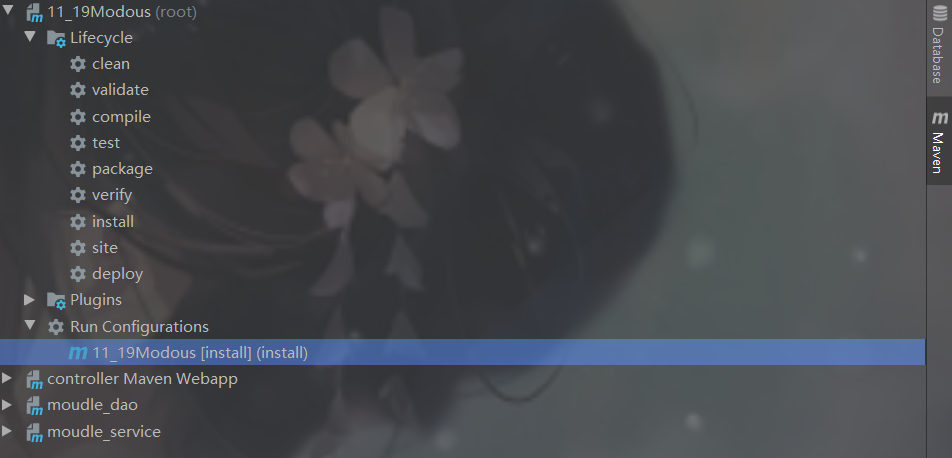 11_19Modous (root)
Lifecycle
clean
validate
compile
test
package
verify
install
site
deploy
Plugins
Run Configurations
11_19Modous [install] (install)
controller Maven Webapp
moudle_dao
moudle_service
Database
Maven